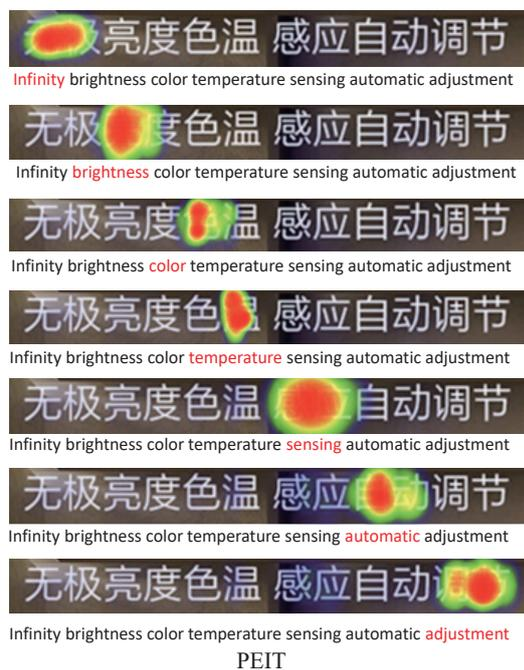 极亮度色温 感应自动调节
Infinity brightness color temperature sensing automatic adjustment
无极度色温 感应自动调节
Infinity brightness color temperature sensing automatic adjustment
无极亮度温 感应自动调节
Infinity brightness color temperature sensing automatic adjustment
无极亮度色温 感应自动调节
Infinity brightness color temperature sensing automatic adjustment
无极亮度色温 自动调节
Infinity brightness color temperature sensing automatic adjustment
无极亮度色温 感应动调节
Infinity brightness color temperature sensing automatic adjustment
无极亮度色温 感应自动
Infinity brightness color temperature sensing automatic adjustment
PEIT